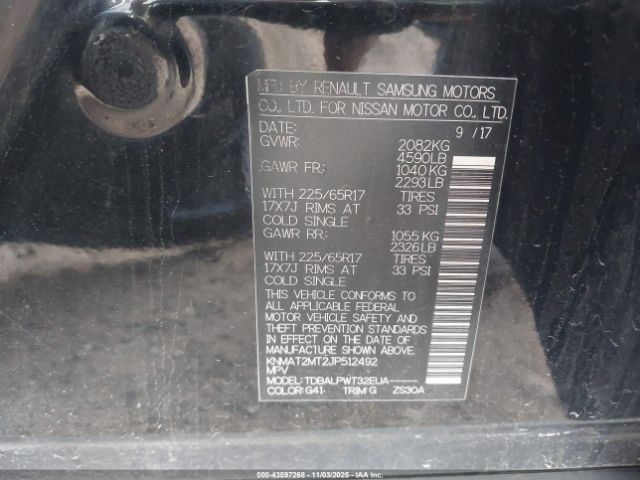 MFD BY RENAULT SAMSUNG MOTORS
CO., LTD. FOR NISSAN MOTOR CO., LTD.
DATE: 9 / 17
GVWR: 2082KG
4590LB
GAWR FR: 1040 KG
2293 LB
WITH 225/65R17 TIRES
17X7J RIMS AT 33 PSI
COLD SINGLE
GAWR RR: 1055 KG
2326 LB
WITH 225/65R17 TIRES
17X7J RIMS AT 33 PSI
COLD SINGLE
THIS VEHICLE CONFORMS TO
ALL APPLICABLE FEDERAL
MOTOR VEHICLE SAFETY AND
THEFT PREVENTION STANDARDS
IN EFFECT ON THE DATE OF
MANUFACTURE SHOWN ABOVE.
KNMAT2MT2JP512492
MPV
MODEL: TDBALPWT32EUA------
COLOR: G41 TRIM: G ZS30A
000-43597268 - 11/03/2025 - IAAI.COM